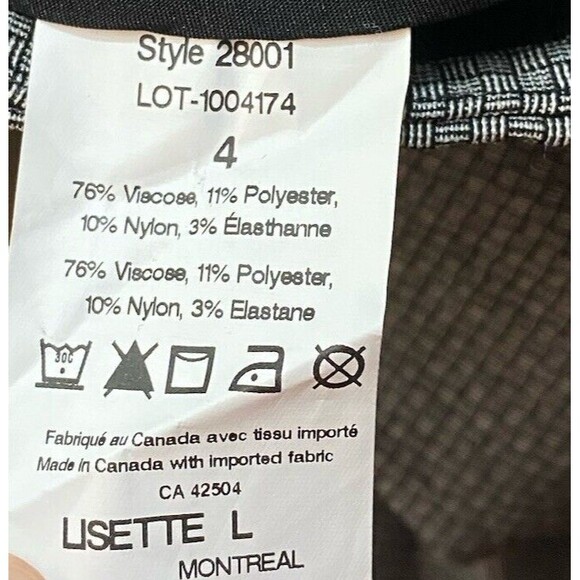 Style 28001
LOT-1004174
4
76% Viscose, 11% Polyester,
10% Nylon, 3% Élasthanne
76% Viscose, 11% Polyester,
10% Nylon, 3% Elastane
30C
Fabriqué au Canada avec tissu importé
Made in Canada with imported fabric
CA 42504
LISETTE L
MONTREAL